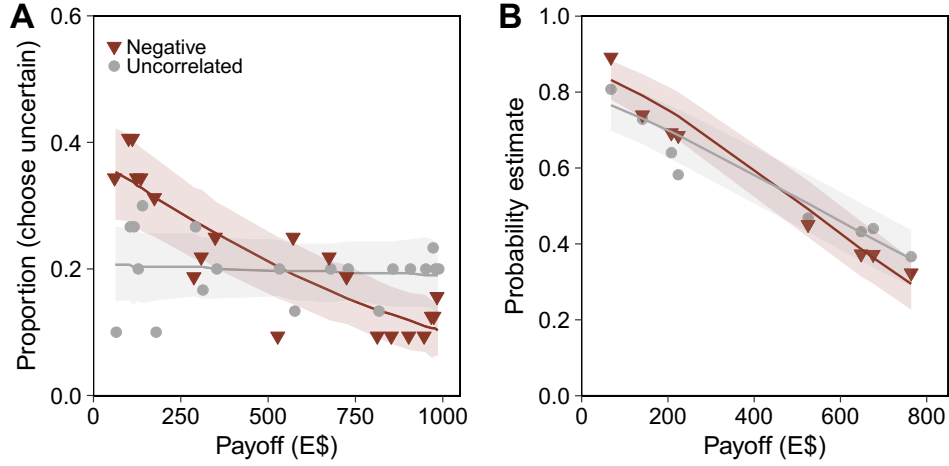 A
B
Proportion (choose uncertain)
0.6
0.4
0.2
0.0
Negative
Uncorrelated
0
250
500
750
1000
Payoff (E$)
Probability estimate
1.0
0.8
0.6
0.4
0.2
0.0
0
200
400
600
800
Payoff (E$)